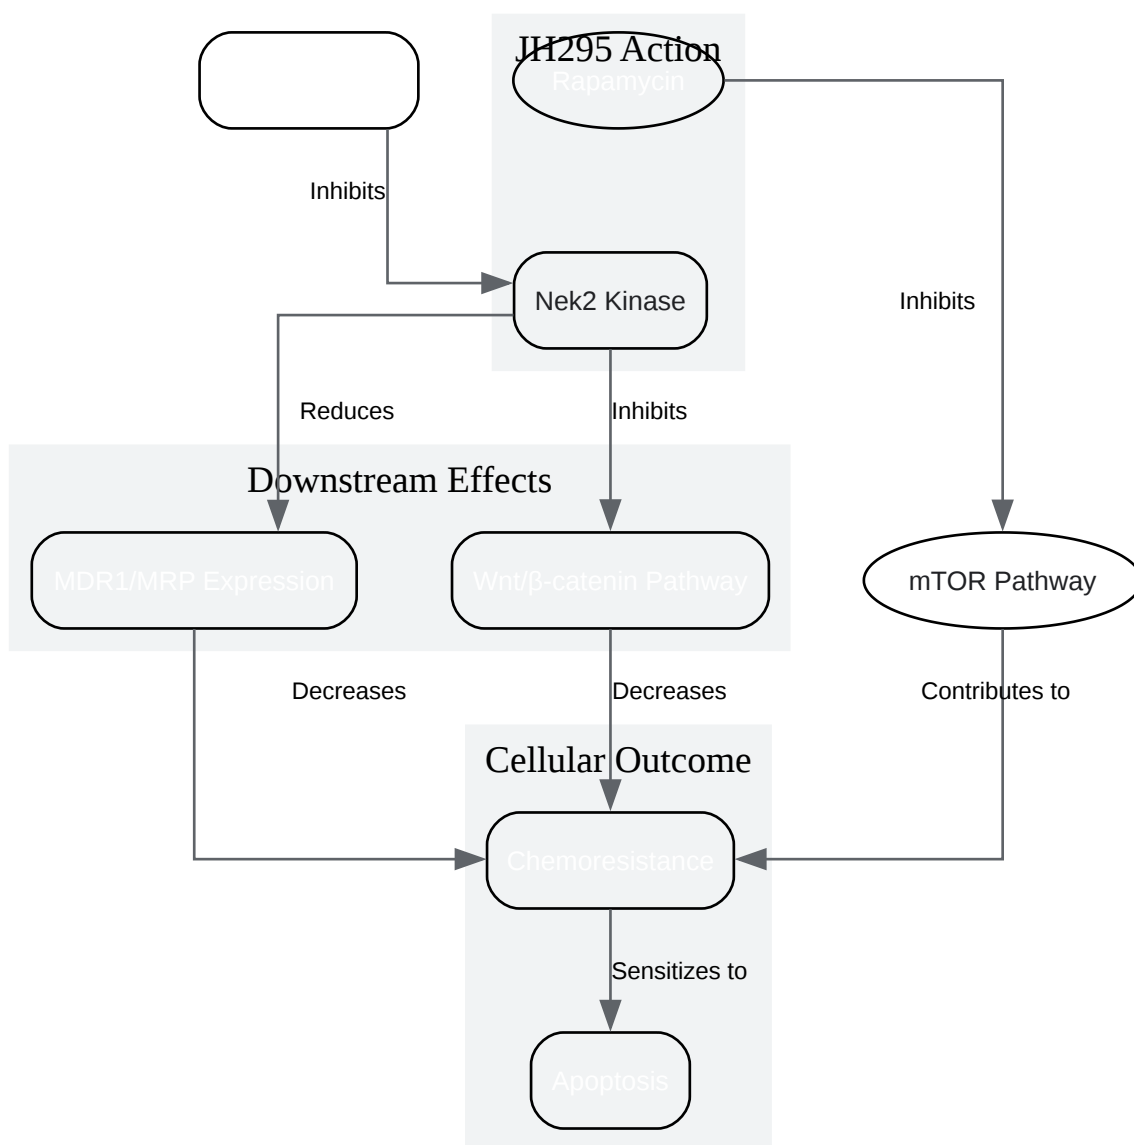 JH295 Action
Rapamycin
Inhibits
Nek2 Kinase
Inhibits
Reduces
Inhibits
Downstream Effects
MDR1/MRP Expression
Wnt/β-catenin Pathway
mTOR Pathway
Decreases
Decreases
Contributes to
Cellular Outcome
Chemoresistance
Sensitizes to
Apoptosis